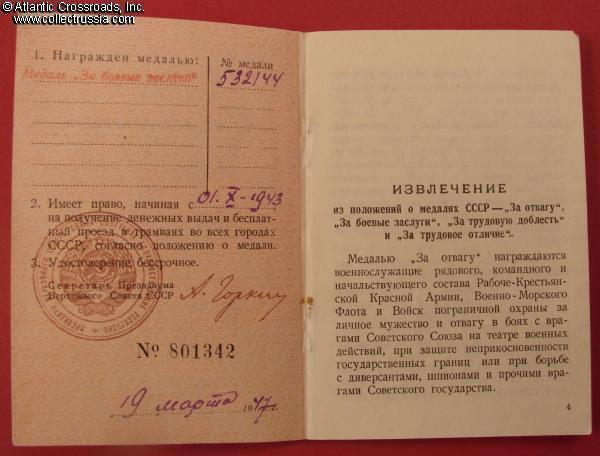 © Atlantic Crossroads, Inc.
www.collectrussia.com
1. Награжден медалью:
№ медали
Медаль „За боевые заслуги“
532144
2. Имеет право, начиная с 01. X-1943
на получение денежных выдач и бесплат-
ный проезд в трамваях во всех городах
СССР, согласно положению о медали.
3. Удостоверение бессрочное.
Секретарь Президиума
Верховного Совета СССР
А. Горкин
№ 801342
19 марта 1947г.
ИЗВЛЕЧЕНИЕ
из положений о медалях СССР — „За отвагу“,
„За боевые заслуги“, „За трудовую доблесть“
и „За трудовое отличие“.
Медалью „За отвагу“ награждаются
военнослужащие рядового, командного и
начальствующего состава Рабоче-Крестьян-
ской Красной Армии, Военно-Морского
Флота и Войск пограничной охраны за
личное мужество и отвагу в боях с вра-
гами Советского Союза на театре военных
действий, при защите неприкосновенности
государственных границ или при борьбе
с диверсантами, шпионами и прочими вра-
гами Советского государства.
4